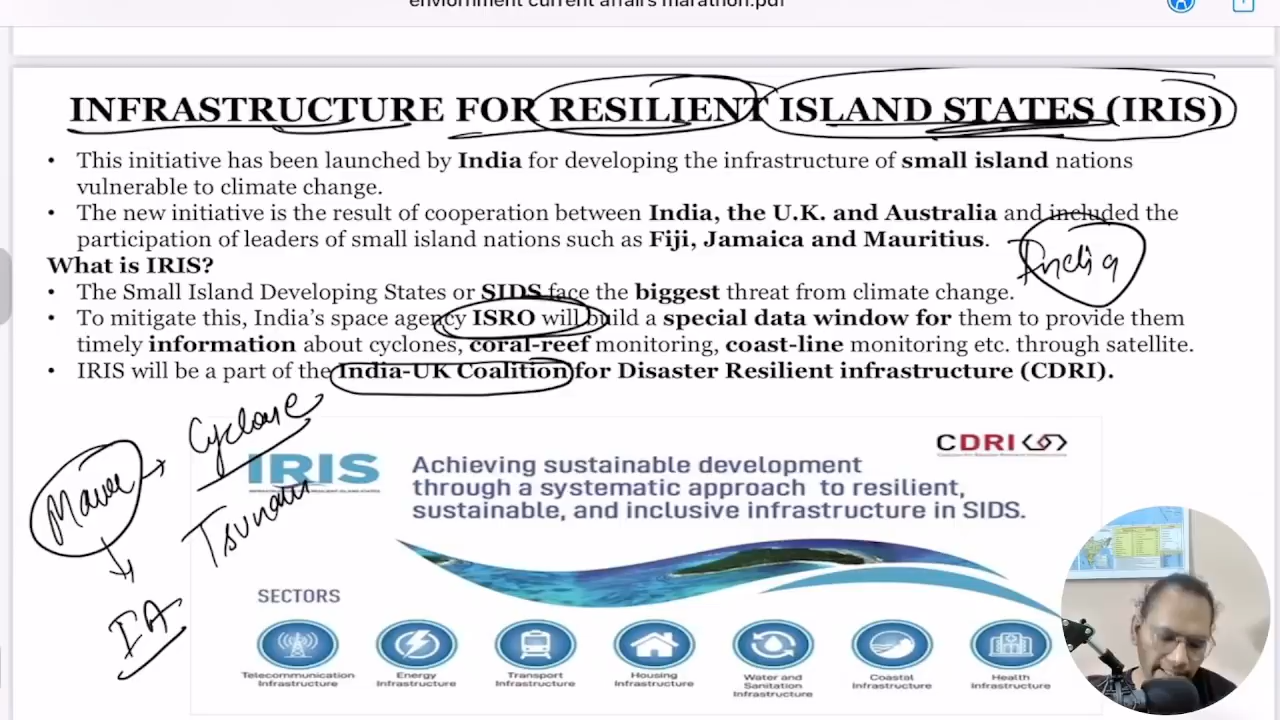 enviornment current affairs marathon.pdf
INFRASTRUCTURE FOR RESILIENT ISLAND STATES (IRIS)
• This initiative has been launched by India for developing the infrastructure of small island nations
vulnerable to climate change.
• The new initiative is the result of cooperation between India, the U.K. and Australia and included the
participation of leaders of small island nations such as Fiji, Jamaica and Mauritius.
India
What is IRIS?
• The Small Island Developing States or SIDS face the biggest threat from climate change.
• To mitigate this, India's space agency ISRO will build a special data window for them to provide them
timely information about cyclones, coral-reef monitoring, coast-line monitoring etc. through satellite.
• IRIS will be a part of the India-UK Coalition for Disaster Resilient infrastructure (CDRI).
Cyclone
Tsunami
IA
IRIS
CDRI
Achieving sustainable development
through a systematic approach to resilient,
sustainable, and inclusive infrastructure in SIDS.
SECTORS
Telecommunication
Infrastructure
Energy
Infrastructure
Transport
Infrastructure
Housing
Infrastructure
Water and
Sanitation
Infrastructure
Coastal
Infrastructure
Health
Infrastructure